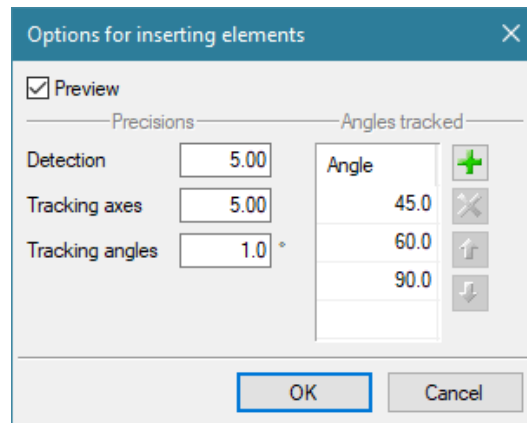 Options for inserting elements
Preview
Precisions
Detection 5.00
Tracking axes 5.00
Tracking angles 1.0 °
Angles tracked
Angle
45.0
60.0
90.0
OK Cancel